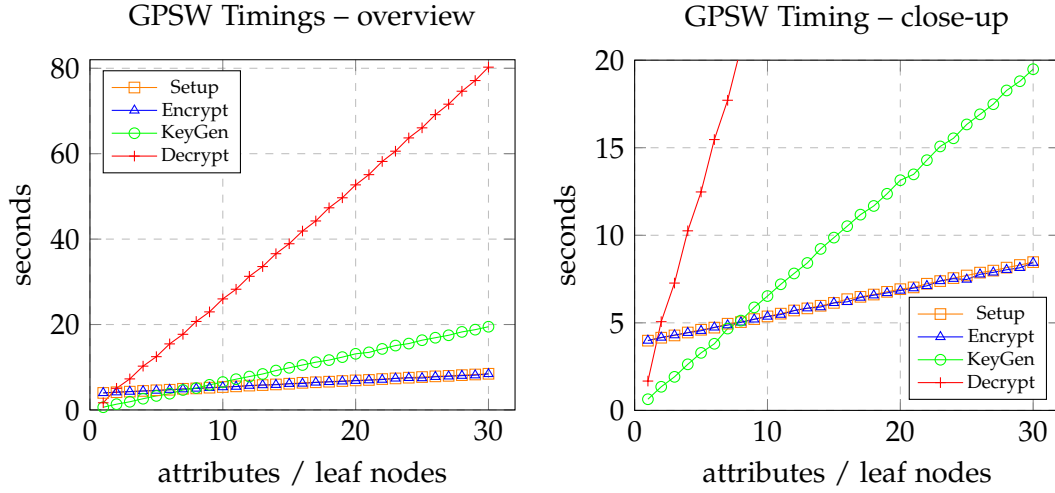 GPSW Timings – overview
80
60
40
20
0
0
10
20
30
seconds
attributes / leaf nodes
Setup
Encrypt
KeyGen
Decrypt
GPSW Timing – close-up
20
15
10
5
0
0
10
20
30
seconds
attributes / leaf nodes
Setup
Encrypt
KeyGen
Decrypt